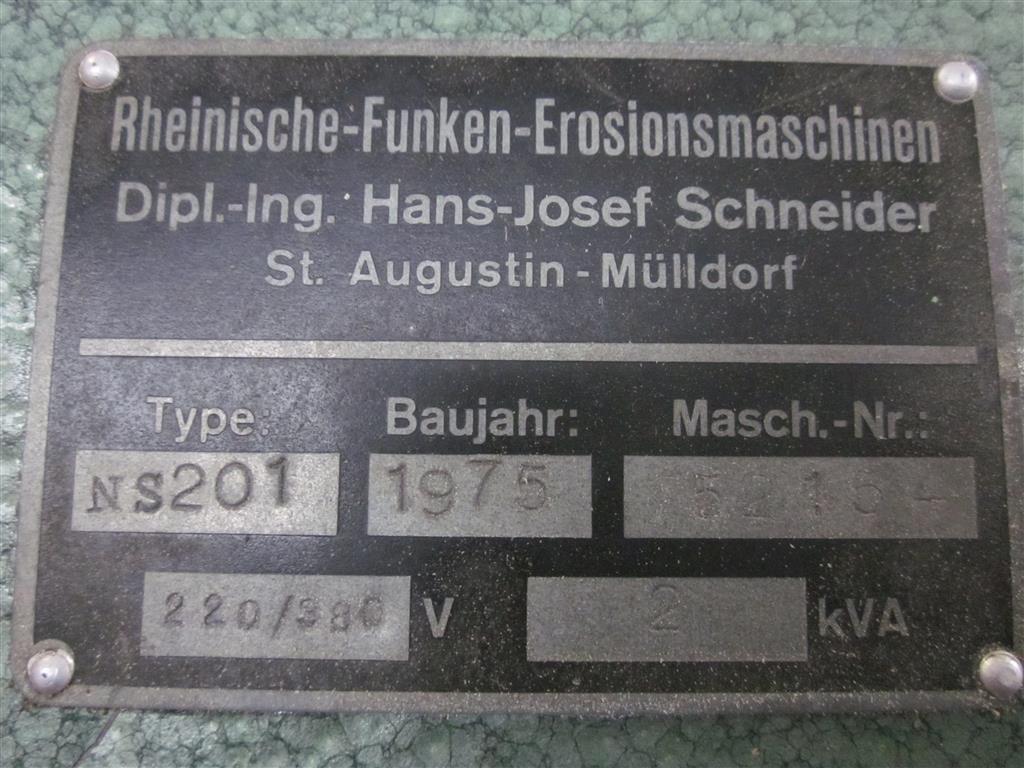 Rheinische-Funken-Erosionsmaschinen
Dipl.-Ing. Hans-Josef Schneider
St. Augustin - Mülldorf
Type: Baujahr: Masch.-Nr.:
NS201 1975
220/380 V 2 kVA